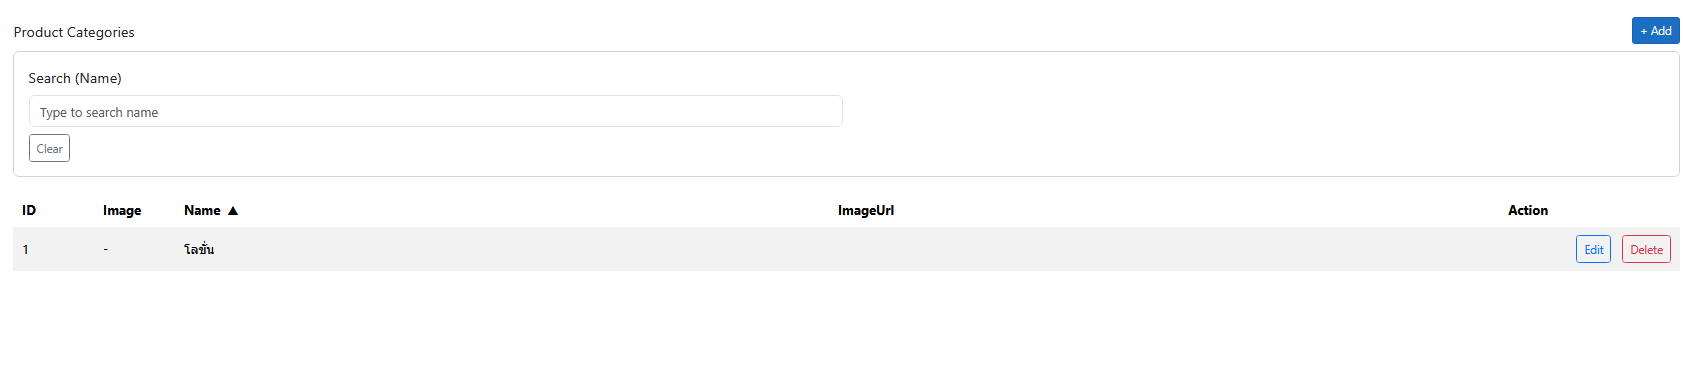 Product Categories
+ Add
Search (Name)
Type to search name
Clear
ID Image Name ▲ ImageUrl Action
1 - โลชั่น Edit Delete